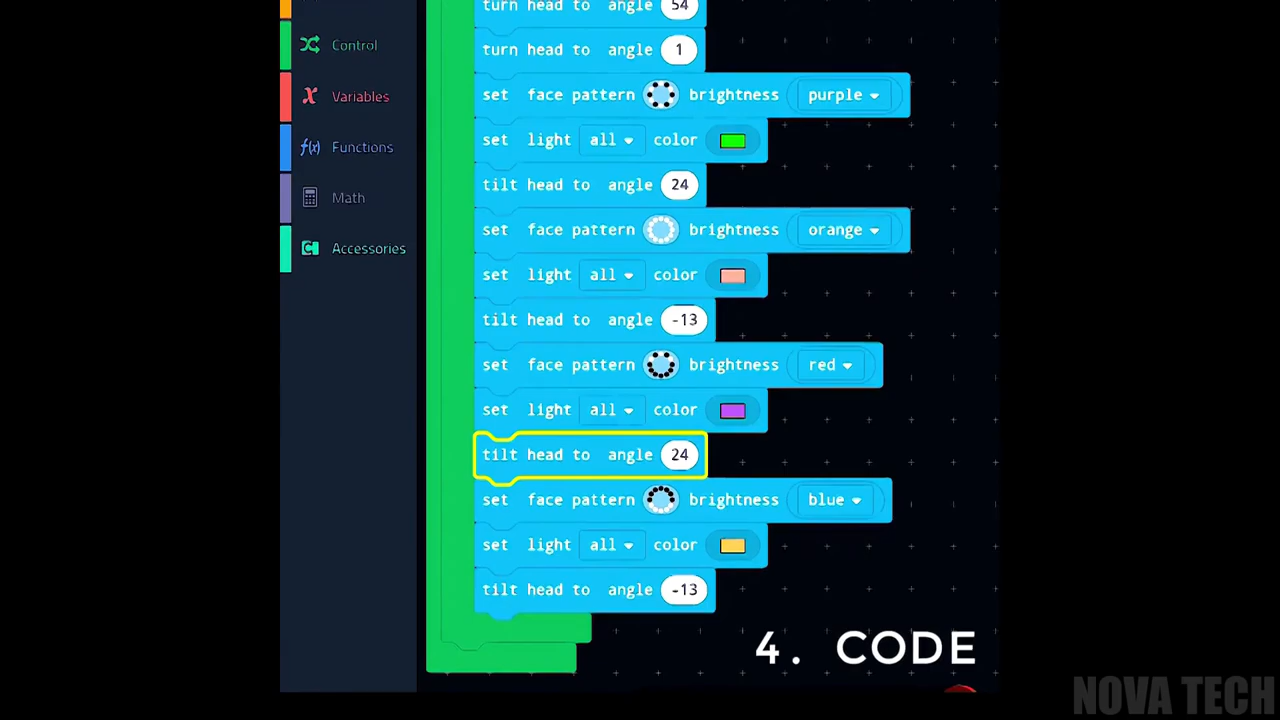 turn head to angle 54
Control
turn head to angle 1
Variables
set face pattern brightness purple
Functions
set light all color
Math
tilt head to angle 24
Accessories
set face pattern brightness orange
set light all color
tilt head to angle -13
set face pattern brightness red
set light all color
tilt head to angle 24
set face pattern brightness blue
set light all color
tilt head to angle -13
4. CODE
NOVA TECH